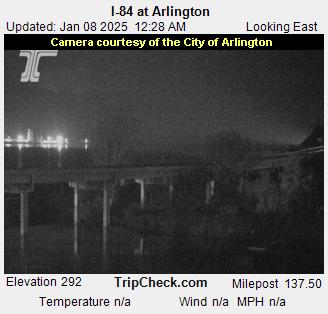 I-84 at Arlington
Updated: Jan 08 2025 12:28 AM Looking East
Camera courtesy of the City of Arlington
Elevation 292 TripCheck.com Milepost 137.50
Temperature n/a Wind n/a MPH n/a